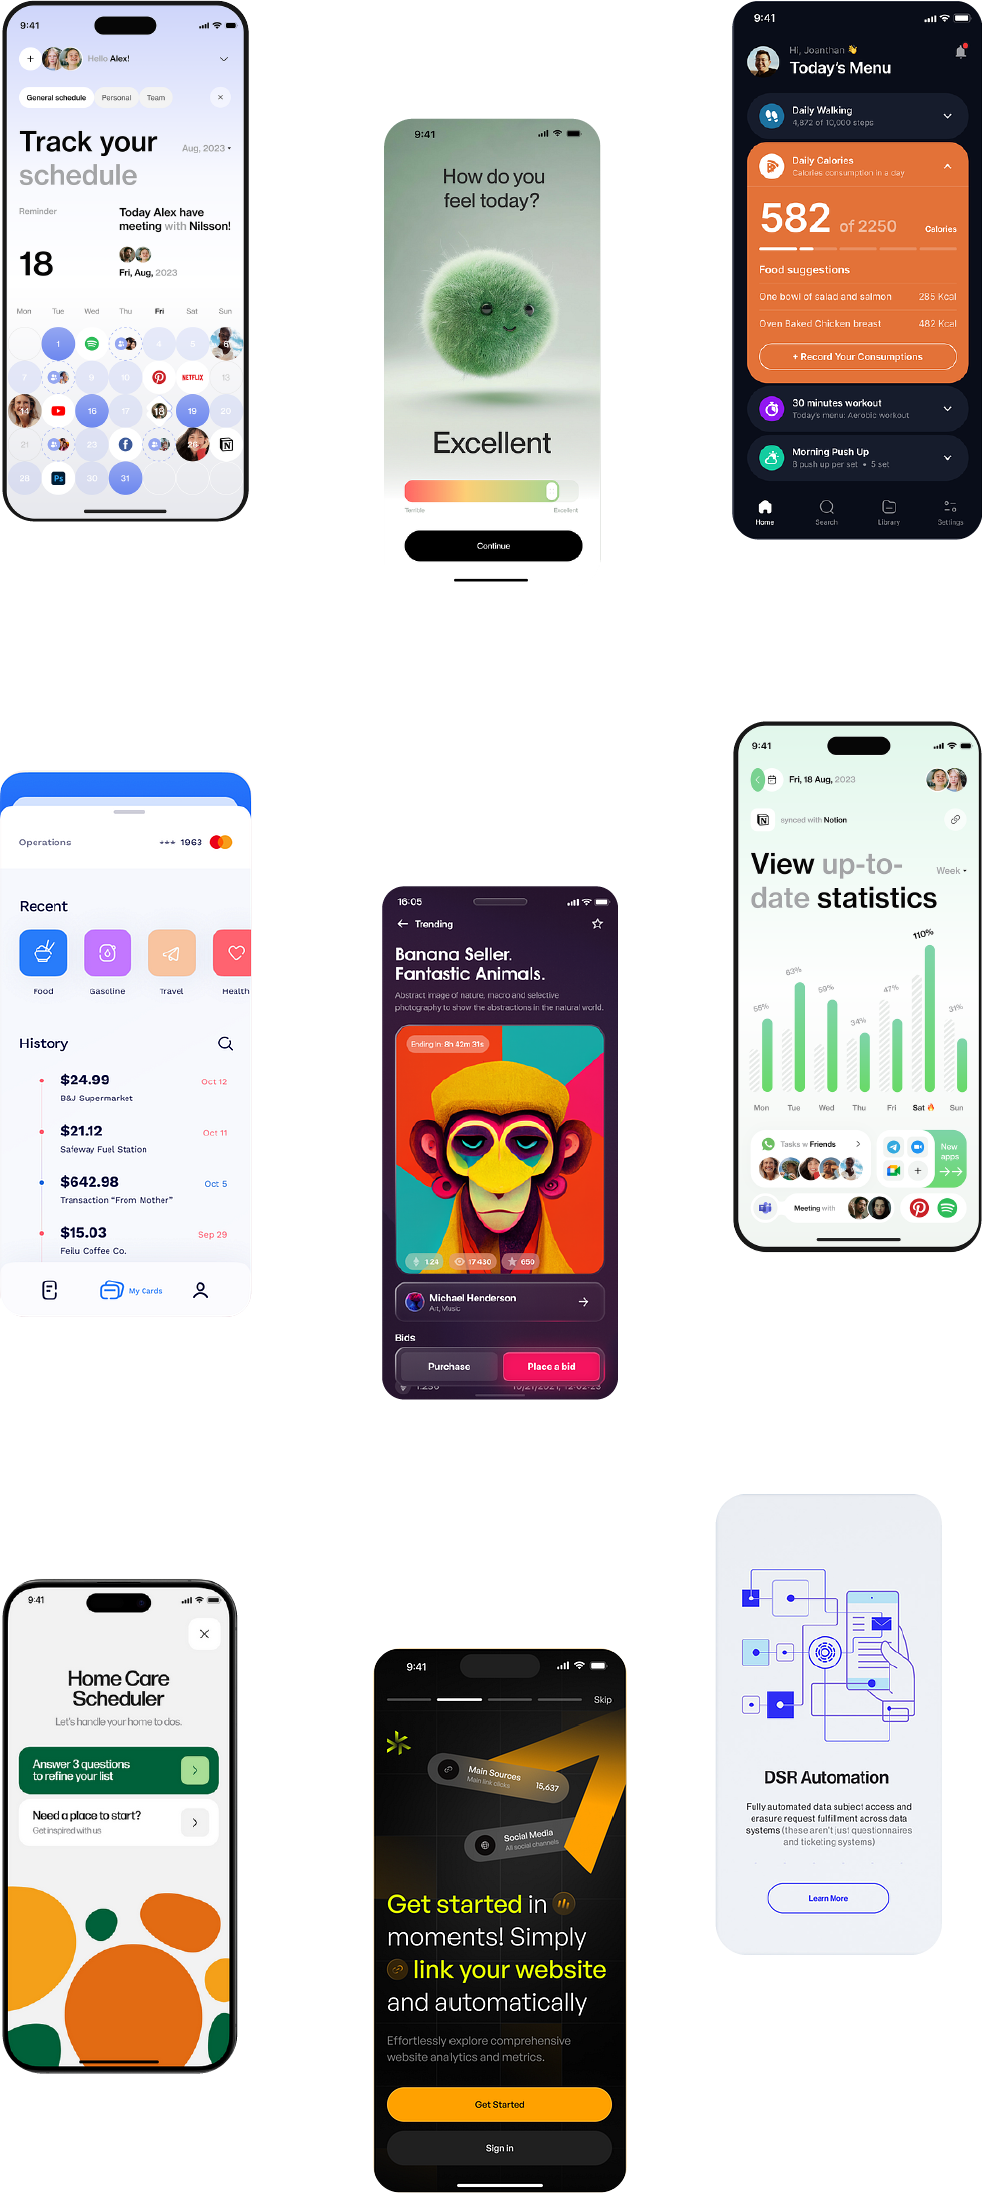 9:41
Hello Alex!
General schedule Personal Team
Track your
schedule
Aug, 2023
Reminder
Today Alex have
meeting with Nilsson!
18
Fri, Aug, 2023
Mon Tue Wed Thu Fri Sat Sun
1 4 5 6
7 9 10 NETFLIX 13
14 16 17 18 19 20
21 23 26
28 Ps 30 31
9:41
How do you
feel today?
Excellent
Terrible Excellent
Continue
9:41
Hi, Joanthan 👋
Today's Menu
Daily Walking
4,872 of 10,000 steps
Daily Calories
Calories consumption in a day
582 of 2250 Calories
Food suggestions
One bowl of salad and salmon 285 Kcal
Oven Baked Chicken breast 482 Kcal
+ Record Your Consumptions
30 minutes workout
Today's menu: Aerobic workout
Morning Push Up
8 push up per set • 5 set
Home Search Library Settings
Operations *** 1963
Recent
Food Gasoline Travel Health
History
$24.99 Oct 12
B&J Supermarket
$21.12 Oct 11
Safeway Fuel Station
$642.98 Oct 5
Transaction "From Mother"
$15.03 Sep 29
Feilu Coffee Co.
My Cards
16:05
Trending
Banana Seller.
Fantastic Animals.
Abstract image of nature, macro and selective
photography to show the abstractions in the natural world.
Ending in 8h 42m 31s
1.24 17 430 650
Michael Henderson
Art, Music
Bids
Purchase Place a bid
1.230 10/21/2021, 12:02:23
9:41
Fri, 18 Aug, 2023
synced with Notion
View up-to-
date statistics
Week
55% 83% 59% 34% 47% 110% 31%
Mon Tue Wed Thu Fri Sat 🔥 Sun
Tasks w Friends
New
apps
Meeting with
9:41
Home Care
Scheduler
Let's handle your home to dos.
Answer 3 questions
to refine your list
Need a place to start?
Get inspired with us
9:41
Skip
Main Sources 15,637
Main link clicks
Social Media
All social channels
Get started in
moments! Simply
link your website
and automatically
Effortlessly explore comprehensive
website analytics and metrics.
Get Started
Sign in
DSR Automation
Fully automated data subject access and
erasure request fulfillment across data
systems (these aren't just questionnaires
and ticketing systems)
Learn More